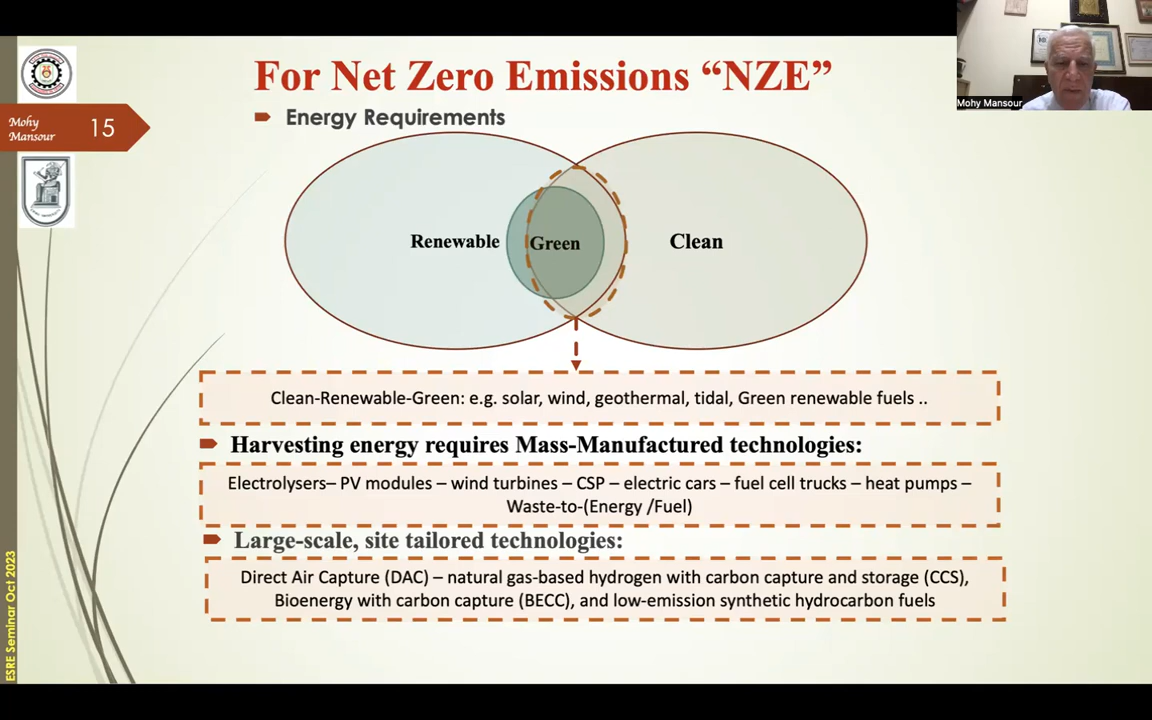 For Net Zero Emissions “NZE”
Mohy Mansour
Mohy
Mansour
15
Energy Requirements
Renewable
Green
Clean
Clean-Renewable-Green: e.g. solar, wind, geothermal, tidal, Green renewable fuels ..
Harvesting energy requires Mass-Manufactured technologies:
Electrolysers– PV modules – wind turbines – CSP – electric cars – fuel cell trucks – heat pumps –
Waste-to-(Energy /Fuel)
Large-scale, site tailored technologies:
Direct Air Capture (DAC) – natural gas-based hydrogen with carbon capture and storage (CCS),
Bioenergy with carbon capture (BECC), and low-emission synthetic hydrocarbon fuels
ESRE Seminar Oct 2023